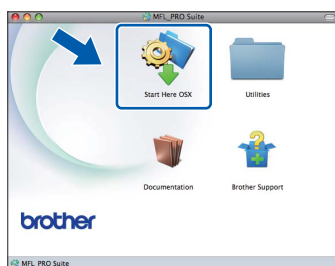 MFL_PRO Suite
Start Here OSX
Utilities
Documentation
Brother Support
brother
MFL_PRO Suite